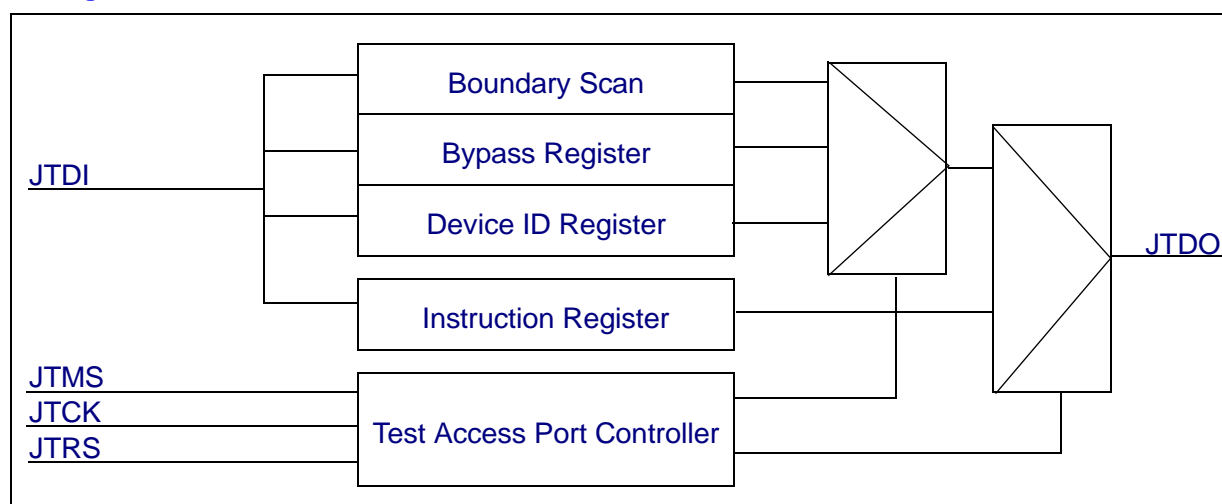 Boundary Scan
Bypass Register
JTDI
Device ID Register
JTDO
Instruction Register
JTMS
JTCK
Test Access Port Controller
JTRS